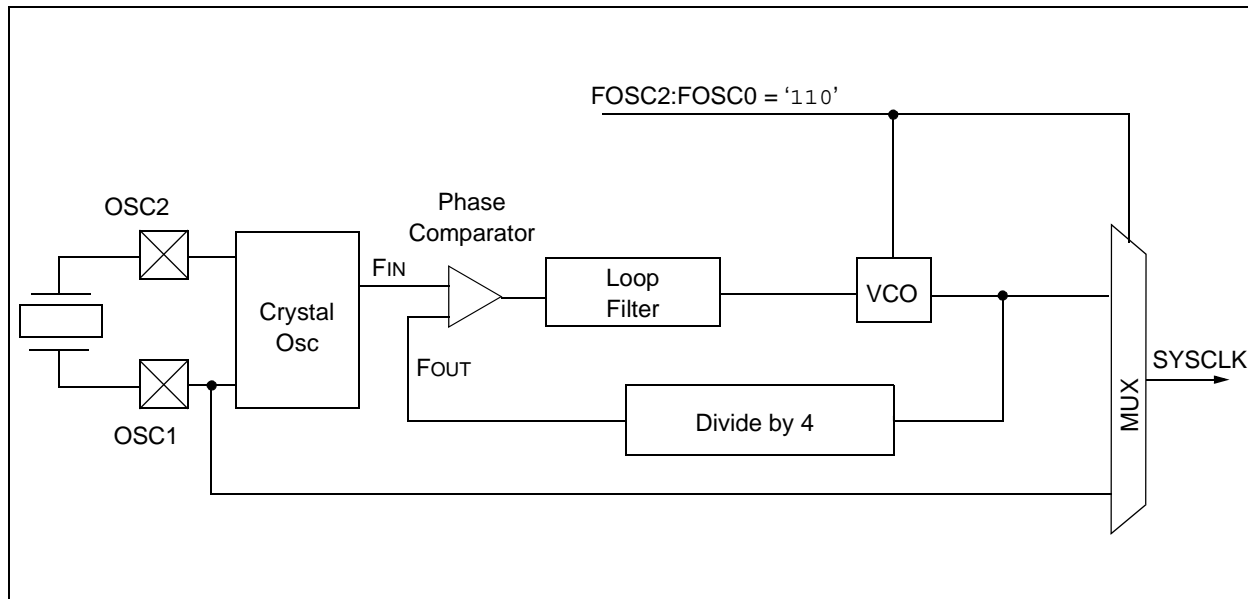 FOSC2:FOSC0 = ‘110’
OSC2
Phase
Comparator
Crystal
Osc
FIN
Loop
Filter
VCO
FOUT
Divide by 4
OSC1
MUX
SYSCLK